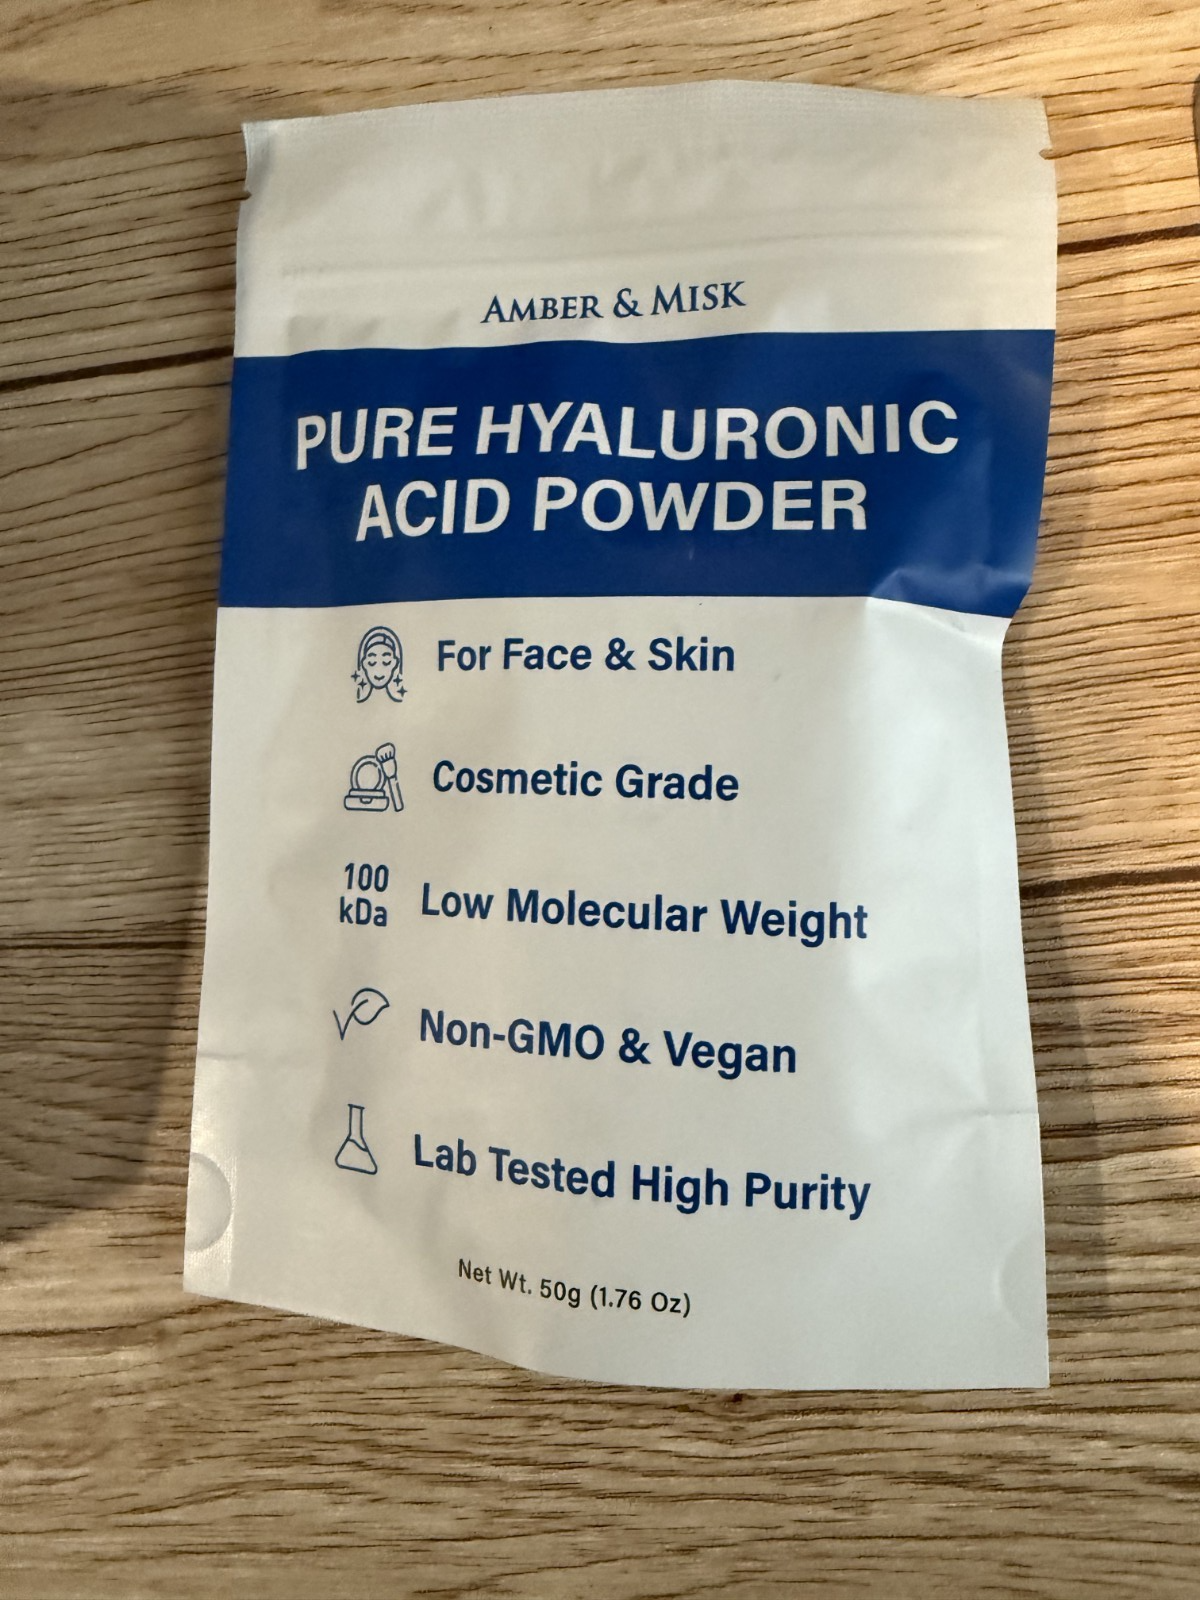 AMBER & MISK
PURE HYALURONIC
ACID POWDER
For Face & Skin
Cosmetic Grade
100
kDa
Low Molecular Weight
Non-GMO & Vegan
Lab Tested High Purity
Net Wt. 50g (1.76 Oz)